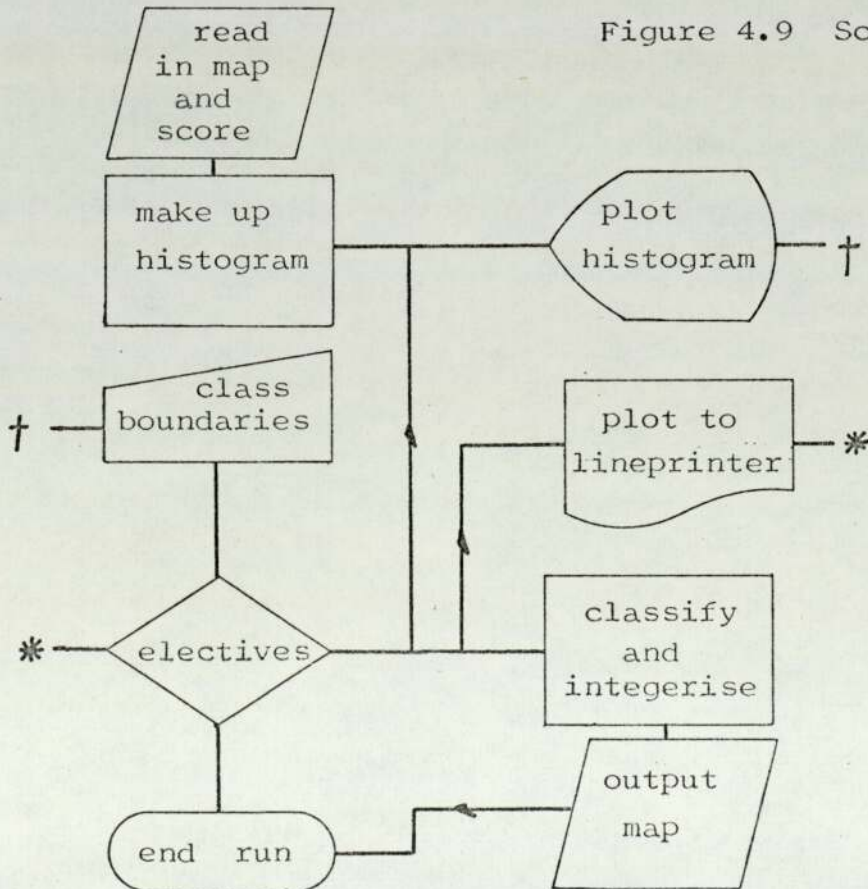 Figure 4.9
read
in map
and
score
make up
histogram
plot
histogram
†
class
boundaries
†
plot to
lineprinter
*
*
electives
classify
and
integerise
output
map
end run